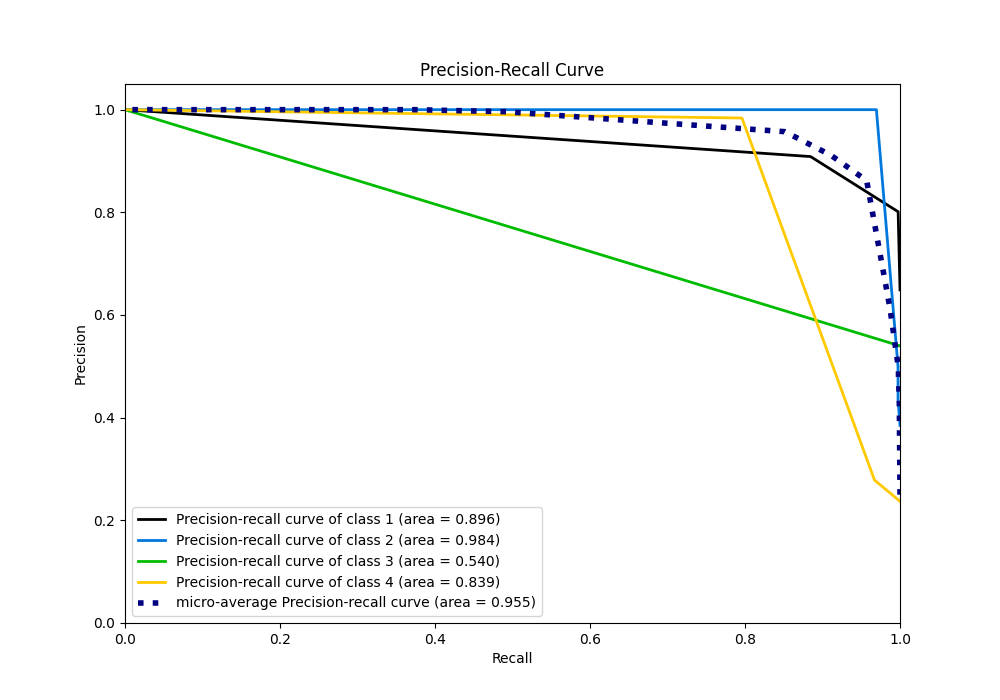 Precision-Recall Curve
1.0
0.8
0.6
0.4
0.2
0.0
Precision
Precision-recall curve of class 1 (area = 0.896)
Precision-recall curve of class 2 (area = 0.984)
Precision-recall curve of class 3 (area = 0.540)
Precision-recall curve of class 4 (area = 0.839)
micro-average Precision-recall curve (area = 0.955)
0.0 0.2 0.4 0.6 0.8 1.0
Recall